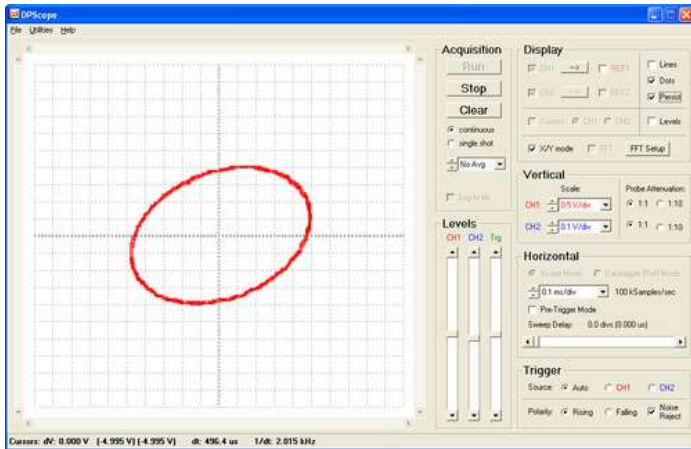 DPScope
File Utilities Help
Acquisition
Run
Stop
Clear
continuous
single shot
No Avg
Log to file
Levels
CH1 CH2 Trg
Display
CH1 --> REF1
CH2 --> REF2
Lines
Dots
Persist
CH1 CH2
Levels
X/Y mode FFT FFT Setup
Vertical
Scale: Probe Attenuation:
CH1: 0.5 V/div 1:1 1:10
CH2: 0.1 V/div 1:1 1:10
Horizontal
Scope Mode Datalogger (Roll) Mode
0.1 ms/div 100 kSamples/sec
Pre-Trigger Mode
Sweep Delay: 0.0 divs (0.000 us)
Trigger
Source: Auto CH1 CH2
Polarity: Rising Falling Noise Reject
Cursors: dV: 0.000 V (-4.995 V) (-4.995 V) dt: 496.4 us 1/dt: 2.015 kHz